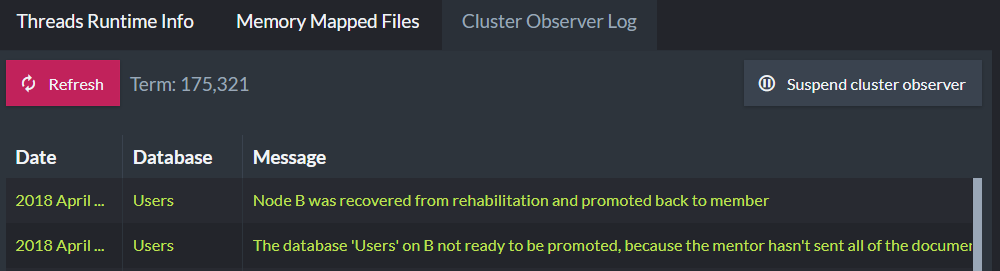 Threads Runtime Info Memory Mapped Files Cluster Observer Log
Refresh Term: 175,321 Suspend cluster observer
Date Database Message
2018 April ... Users Node B was recovered from rehabilitation and promoted back to member
2018 April ... Users The database 'Users' on B not ready to be promoted, because the mentor hasn't sent all of the documen